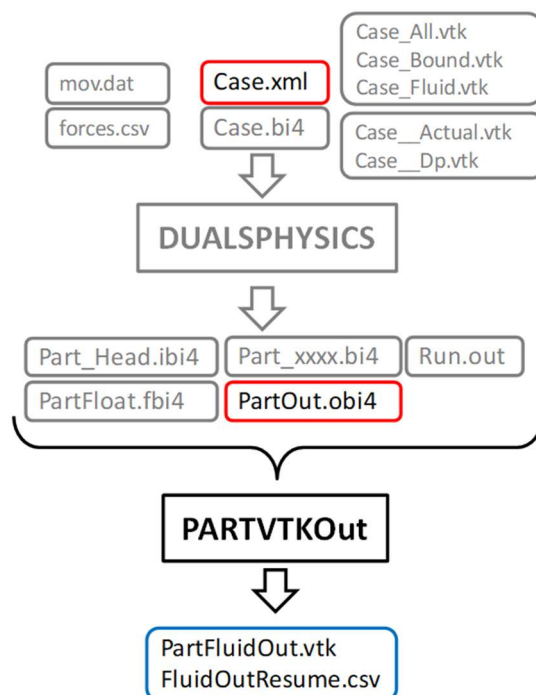 mov.dat
forces.csv
Case.xml
Case.bi4
Case_All.vtk
Case_Bound.vtk
Case_Fluid.vtk
Case__Actual.vtk
Case__Dp.vtk
DUALSPHYSICS
Part_Head.ibi4
Part_xxxx.bi4
Run.out
PartFloat.fbi4
PartOut.obi4
PARTVTKOut
PartFluidOut.vtk
FluidOutResume.csv